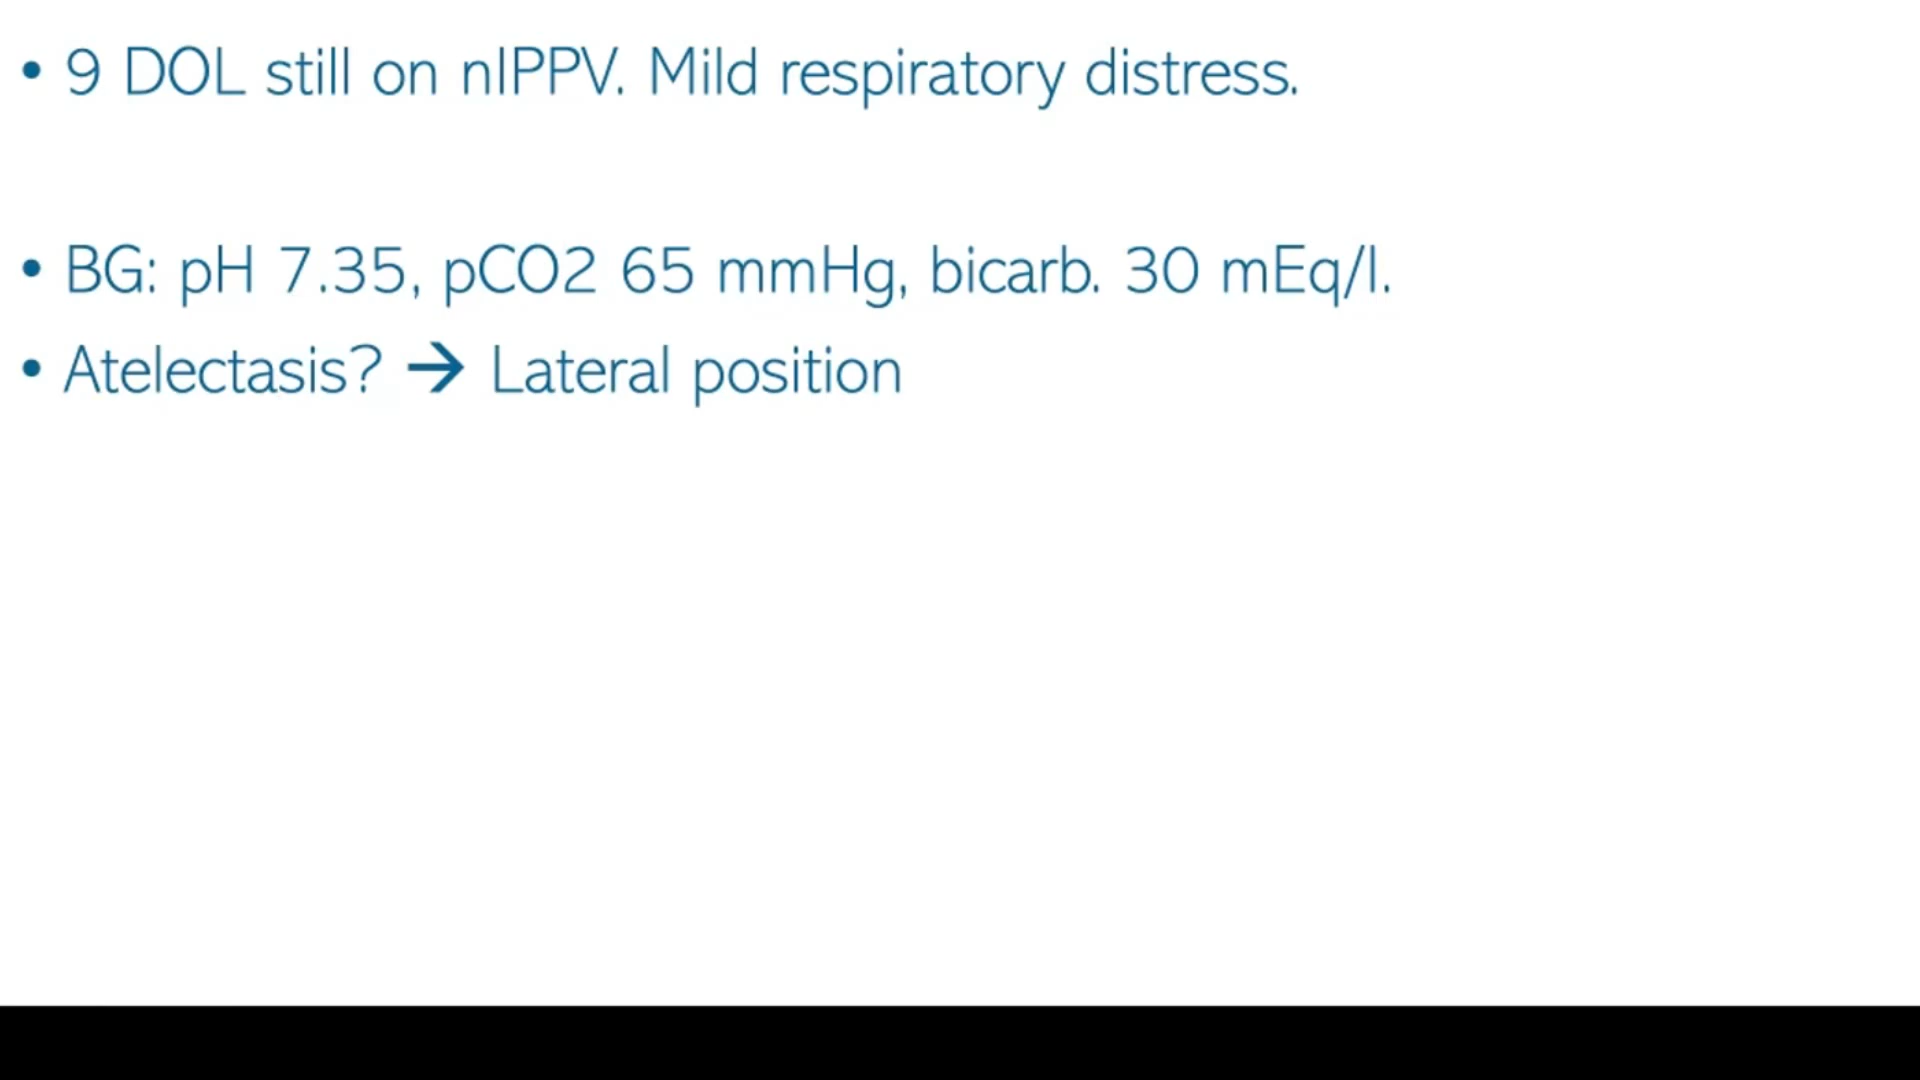 • 9 DOL still on nIPPV. Mild respiratory distress.
• BG: pH 7.35, pCO2 65 mmHg, bicarb. 30 mEq/l.
• Atelectasis? → Lateral position